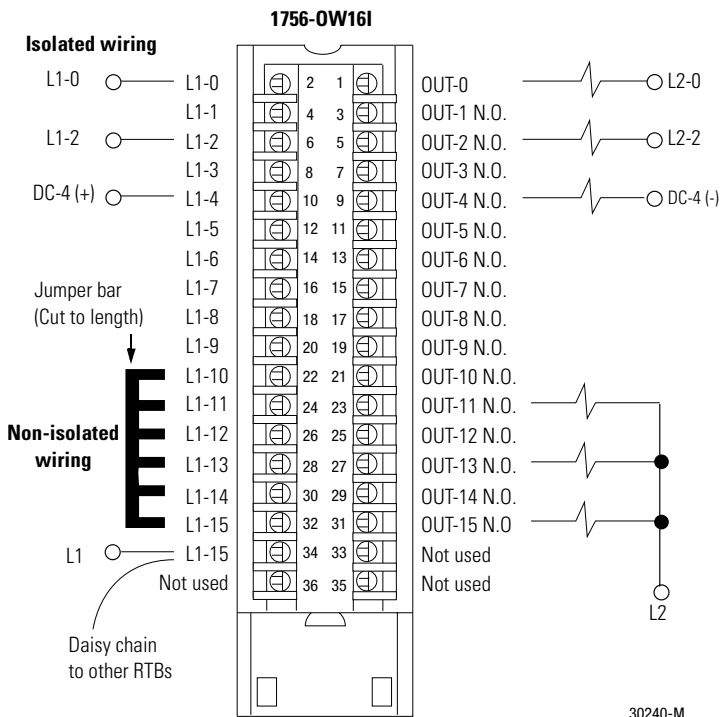 1756-OW16I
Isolated wiring
L1-0 L1-0 2 1 OUT-0 L2-0
L1-1 4 3 OUT-1 N.O.
L1-2 L1-2 6 5 OUT-2 N.O. L2-2
L1-3 8 7 OUT-3 N.O.
DC-4 (+) L1-4 10 9 OUT-4 N.O. DC-4 (-)
L1-5 12 11 OUT-5 N.O.
L1-6 14 13 OUT-6 N.O.
L1-7 16 15 OUT-7 N.O.
Jumper bar
(Cut to length)
L1-8 18 17 OUT-8 N.O.
L1-9 20 19 OUT-9 N.O.
L1-10 22 21 OUT-10 N.O.
L1-11 24 23 OUT-11 N.O.
Non-isolated
wiring
L1-12 26 25 OUT-12 N.O.
L1-13 28 27 OUT-13 N.O.
L1-14 30 29 OUT-14 N.O.
L1-15 32 31 OUT-15 N.O
L1 L1-15 34 33 Not used
Not used 36 35 Not used
L2
Daisy chain
to other RTBs
30240-M